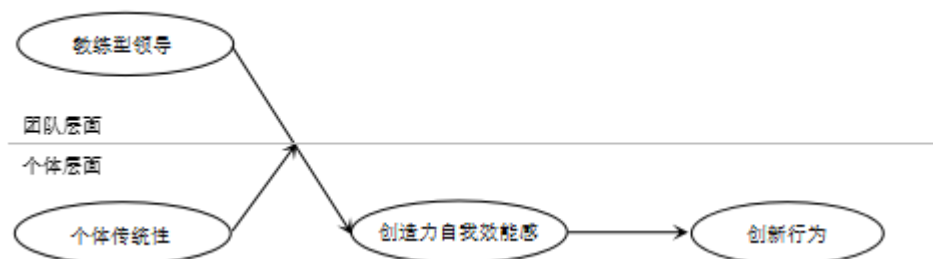 教练型领导
团队层面
个体层面
个体传统性
创造力自我效能感
创新行为